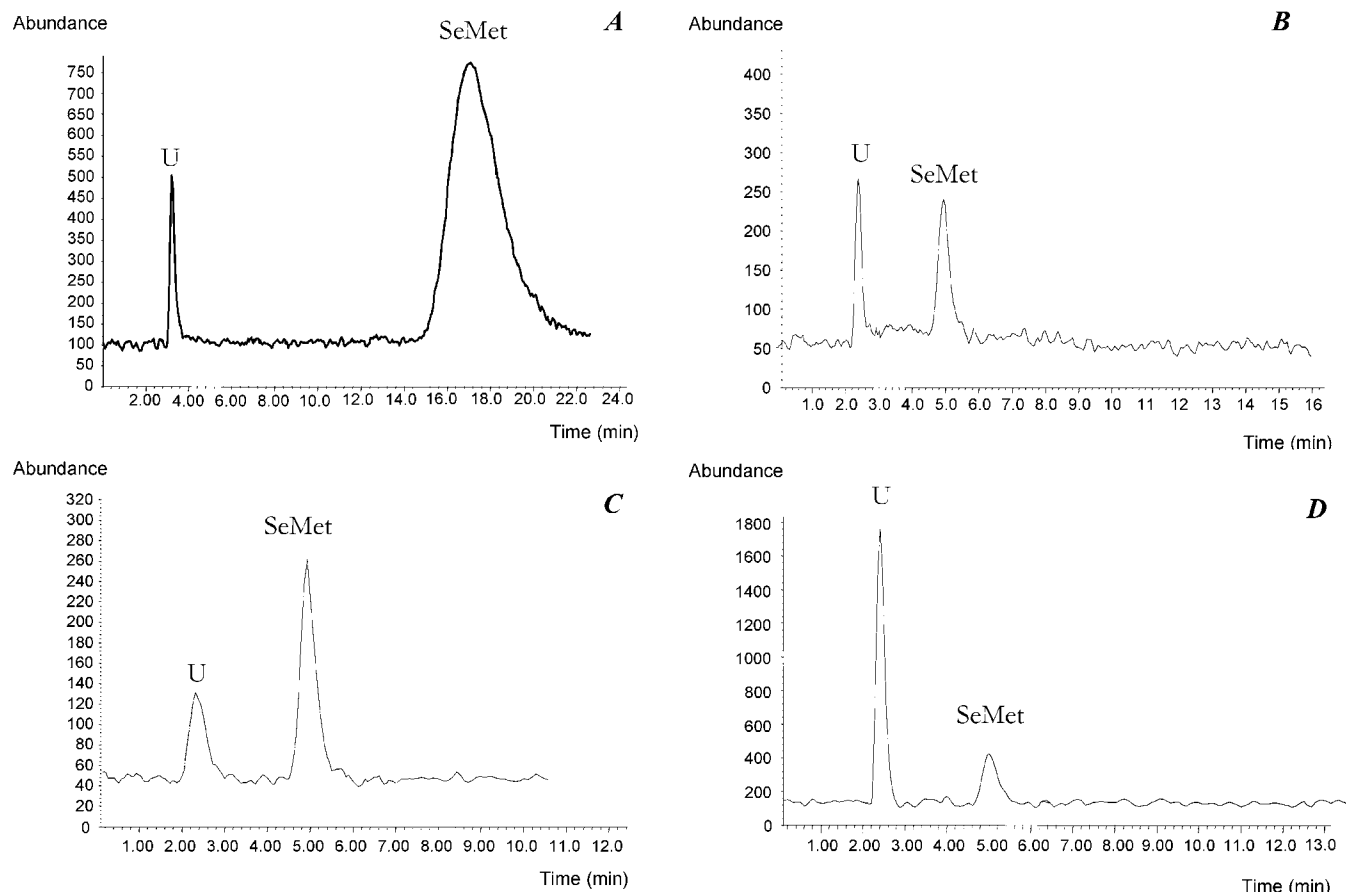 Abundance
A
SeMet
U
750
700
650
600
550
500
450
400
350
300
250
200
150
100
50
0
2.00 4.00 6.00 8.00 10.0 12.0 14.0 16.0 18.0 20.0 22.0 24.0
Time (min)
Abundance
B
U
SeMet
400
350
300
250
200
150
100
50
0
1.0 2.0 3.0 4.0 5.0 6.0 7.0 8.0 9.0 10 11 12 13 14 15 16
Time (min)
Abundance
C
SeMet
U
320
300
280
260
240
220
200
180
160
140
120
100
80
60
40
20
0
1.00 2.00 3.00 4.00 5.00 6.00 7.00 8.00 9.00 10.0 11.0 12.0
Time (min)
Abundance
U
D
SeMet
1800
1600
1400
1200
1000
800
600
400
200
0
1.00 2.00 3.00 4.00 5.00 6.00 7.00 8.00 9.00 10.0 11.0 12.0 13.0
Time (min)